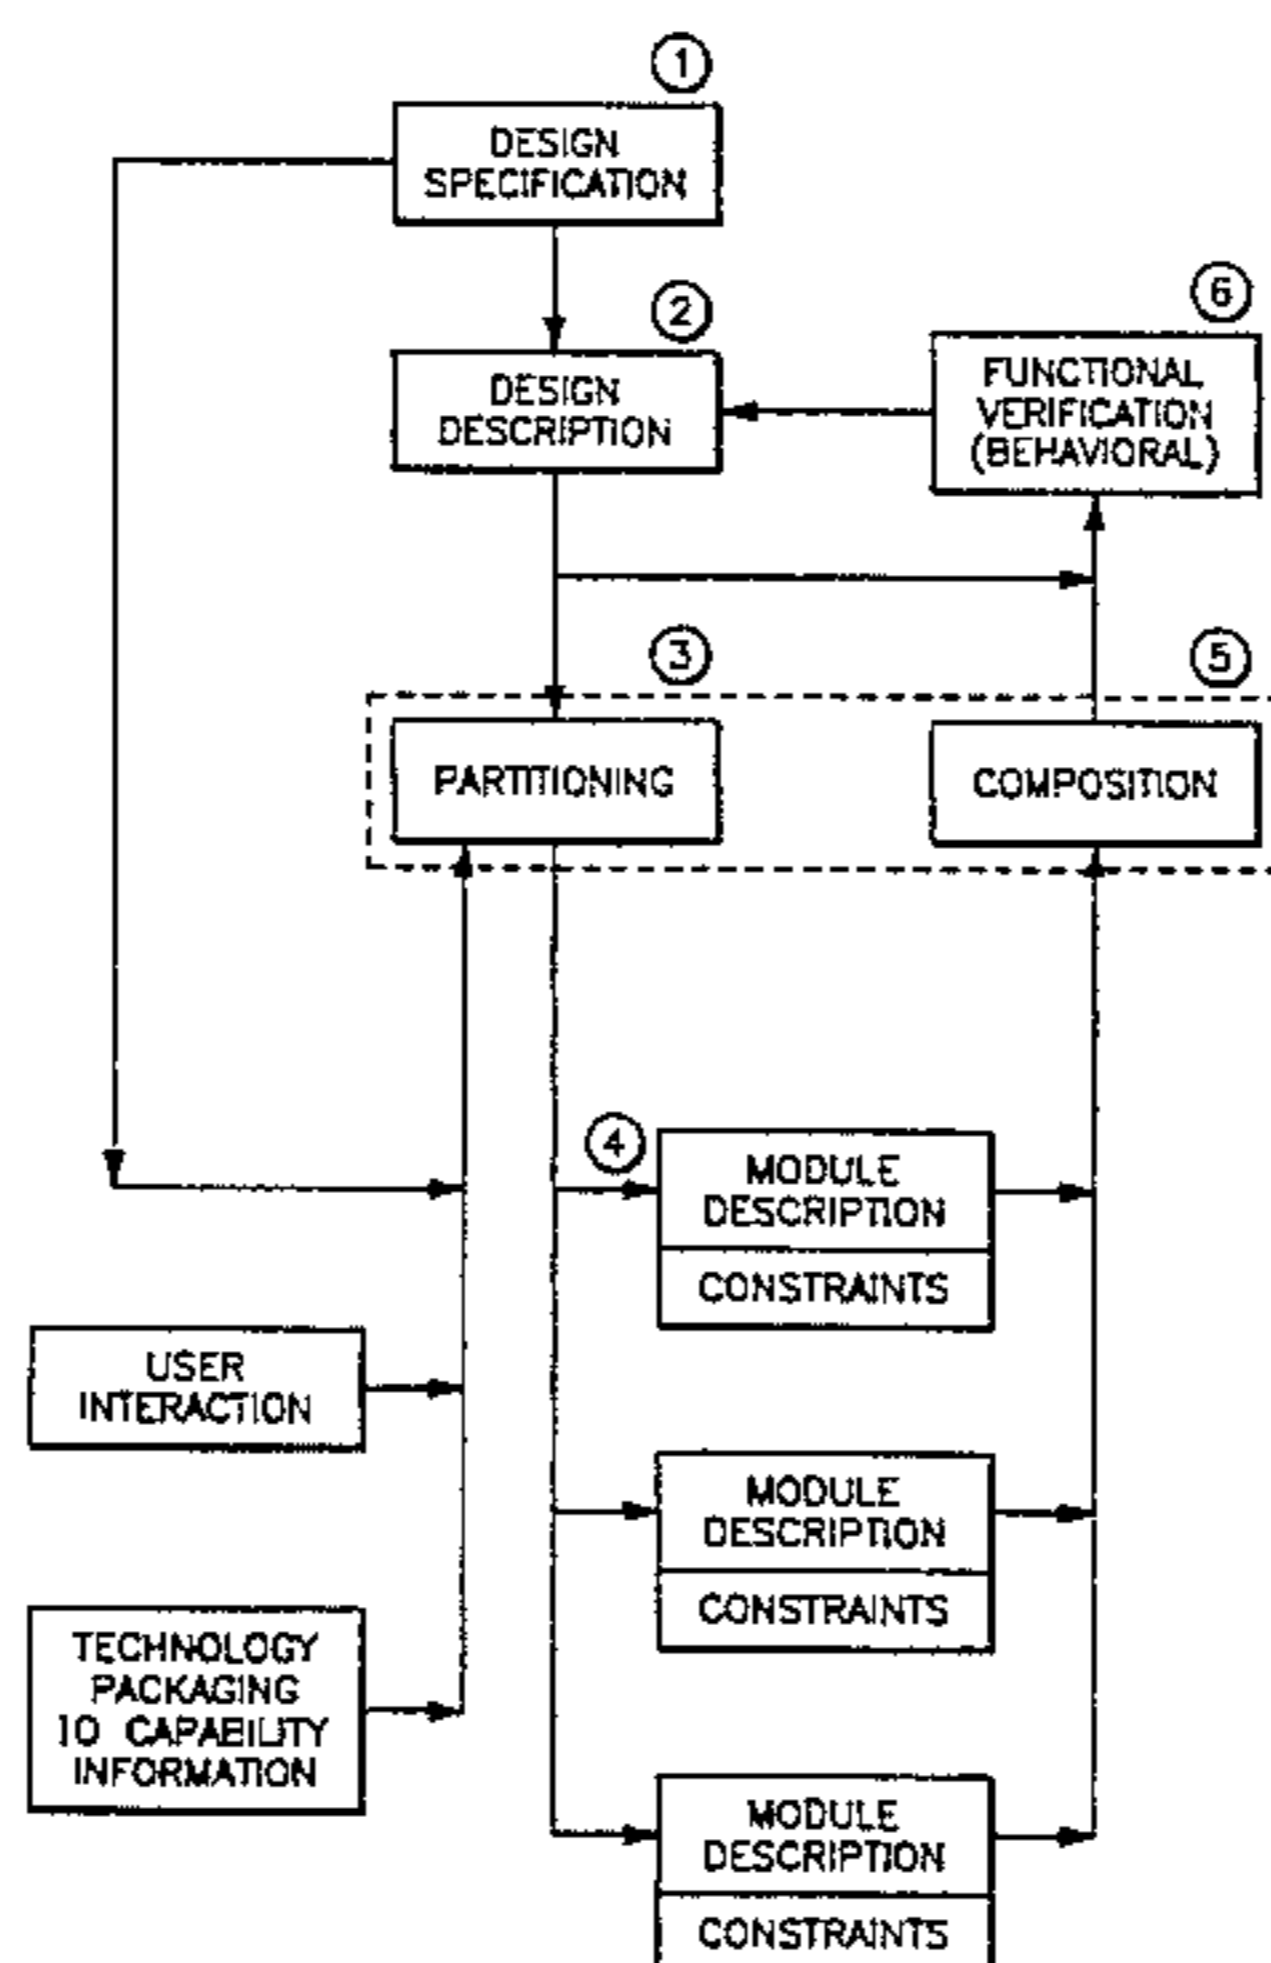 1
DESIGN
SPECIFICATION
2
DESIGN
DESCRIPTION
6
FUNCTIONAL
VERIFICATION
(BEHAVIORAL)
3
PARTITIONING
5
COMPOSITION
4
MODULE
DESCRIPTION
CONSTRAINTS
USER
INTERACTION
MODULE
DESCRIPTION
CONSTRAINTS
TECHNOLOGY
PACKAGING
IO CAPABILITY
INFORMATION
MODULE
DESCRIPTION
CONSTRAINTS